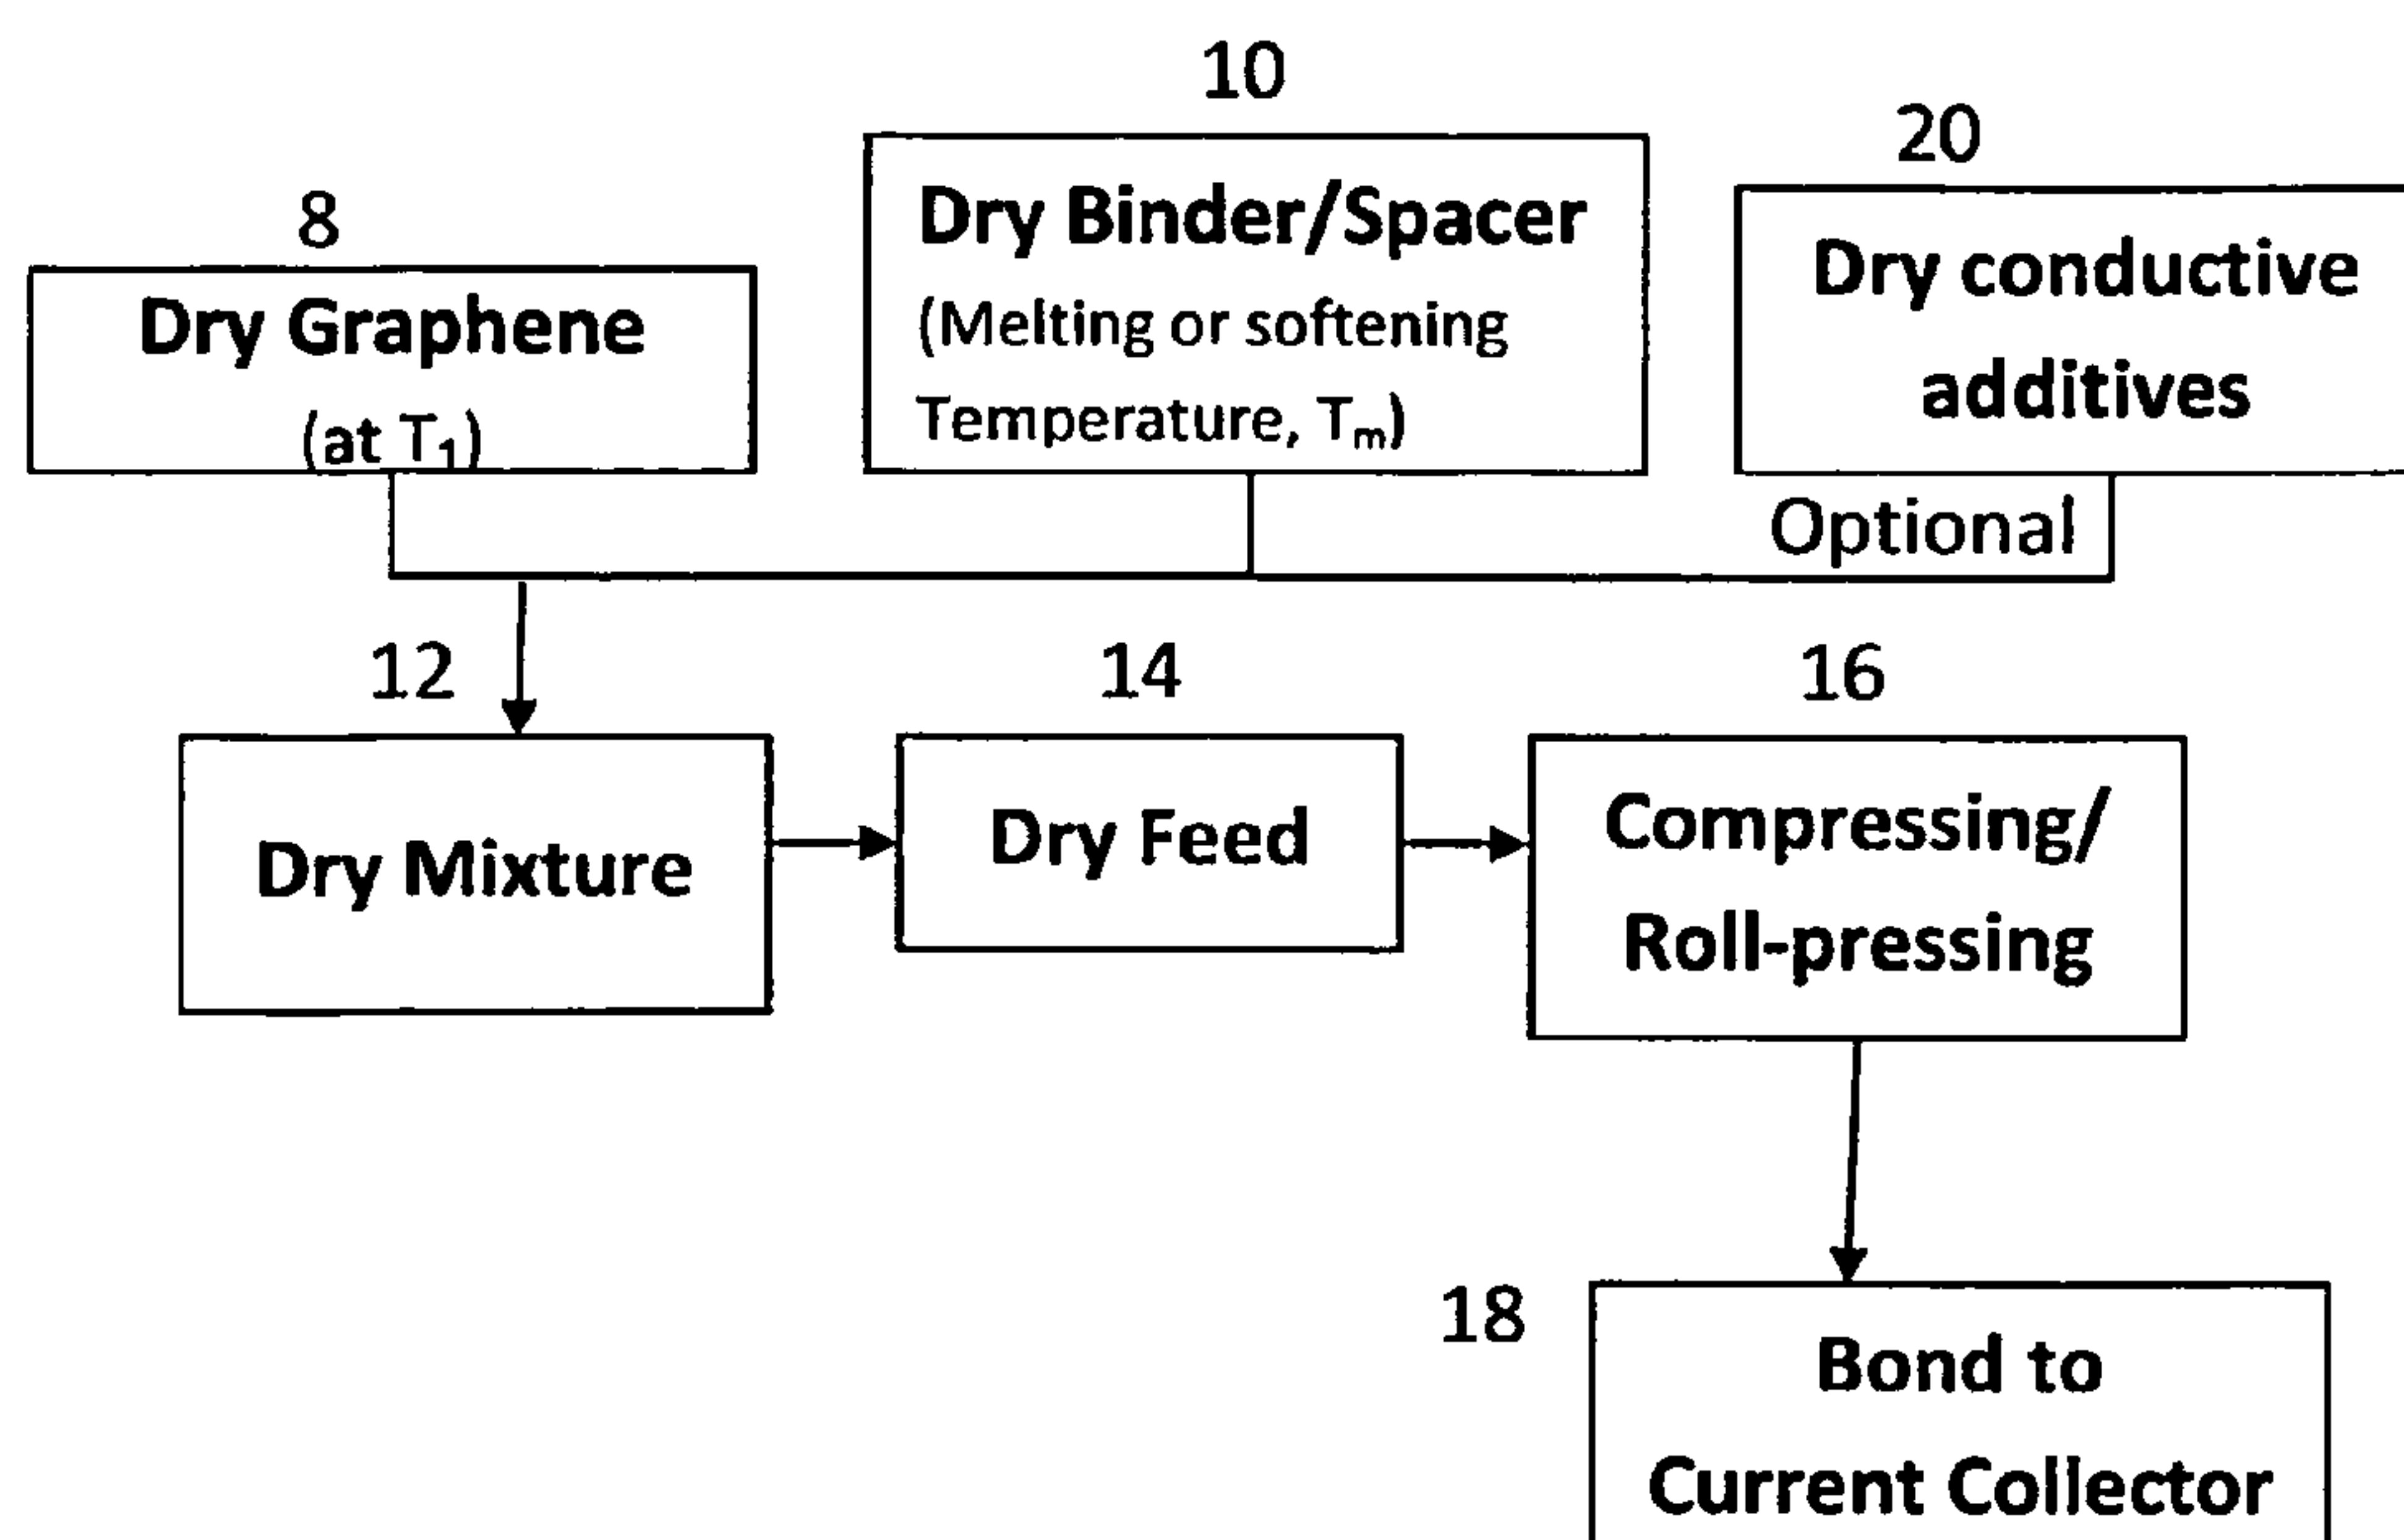 8
Dry Graphene
(at T₁)
10
Dry Binder/Spacer
(Melting or softening
Temperature, Tₘ)
20
Dry conductive
additives
Optional
12
Dry Mixture
14
Dry Feed
16
Compressing/
Roll-pressing
18
Bond to
Current Collector